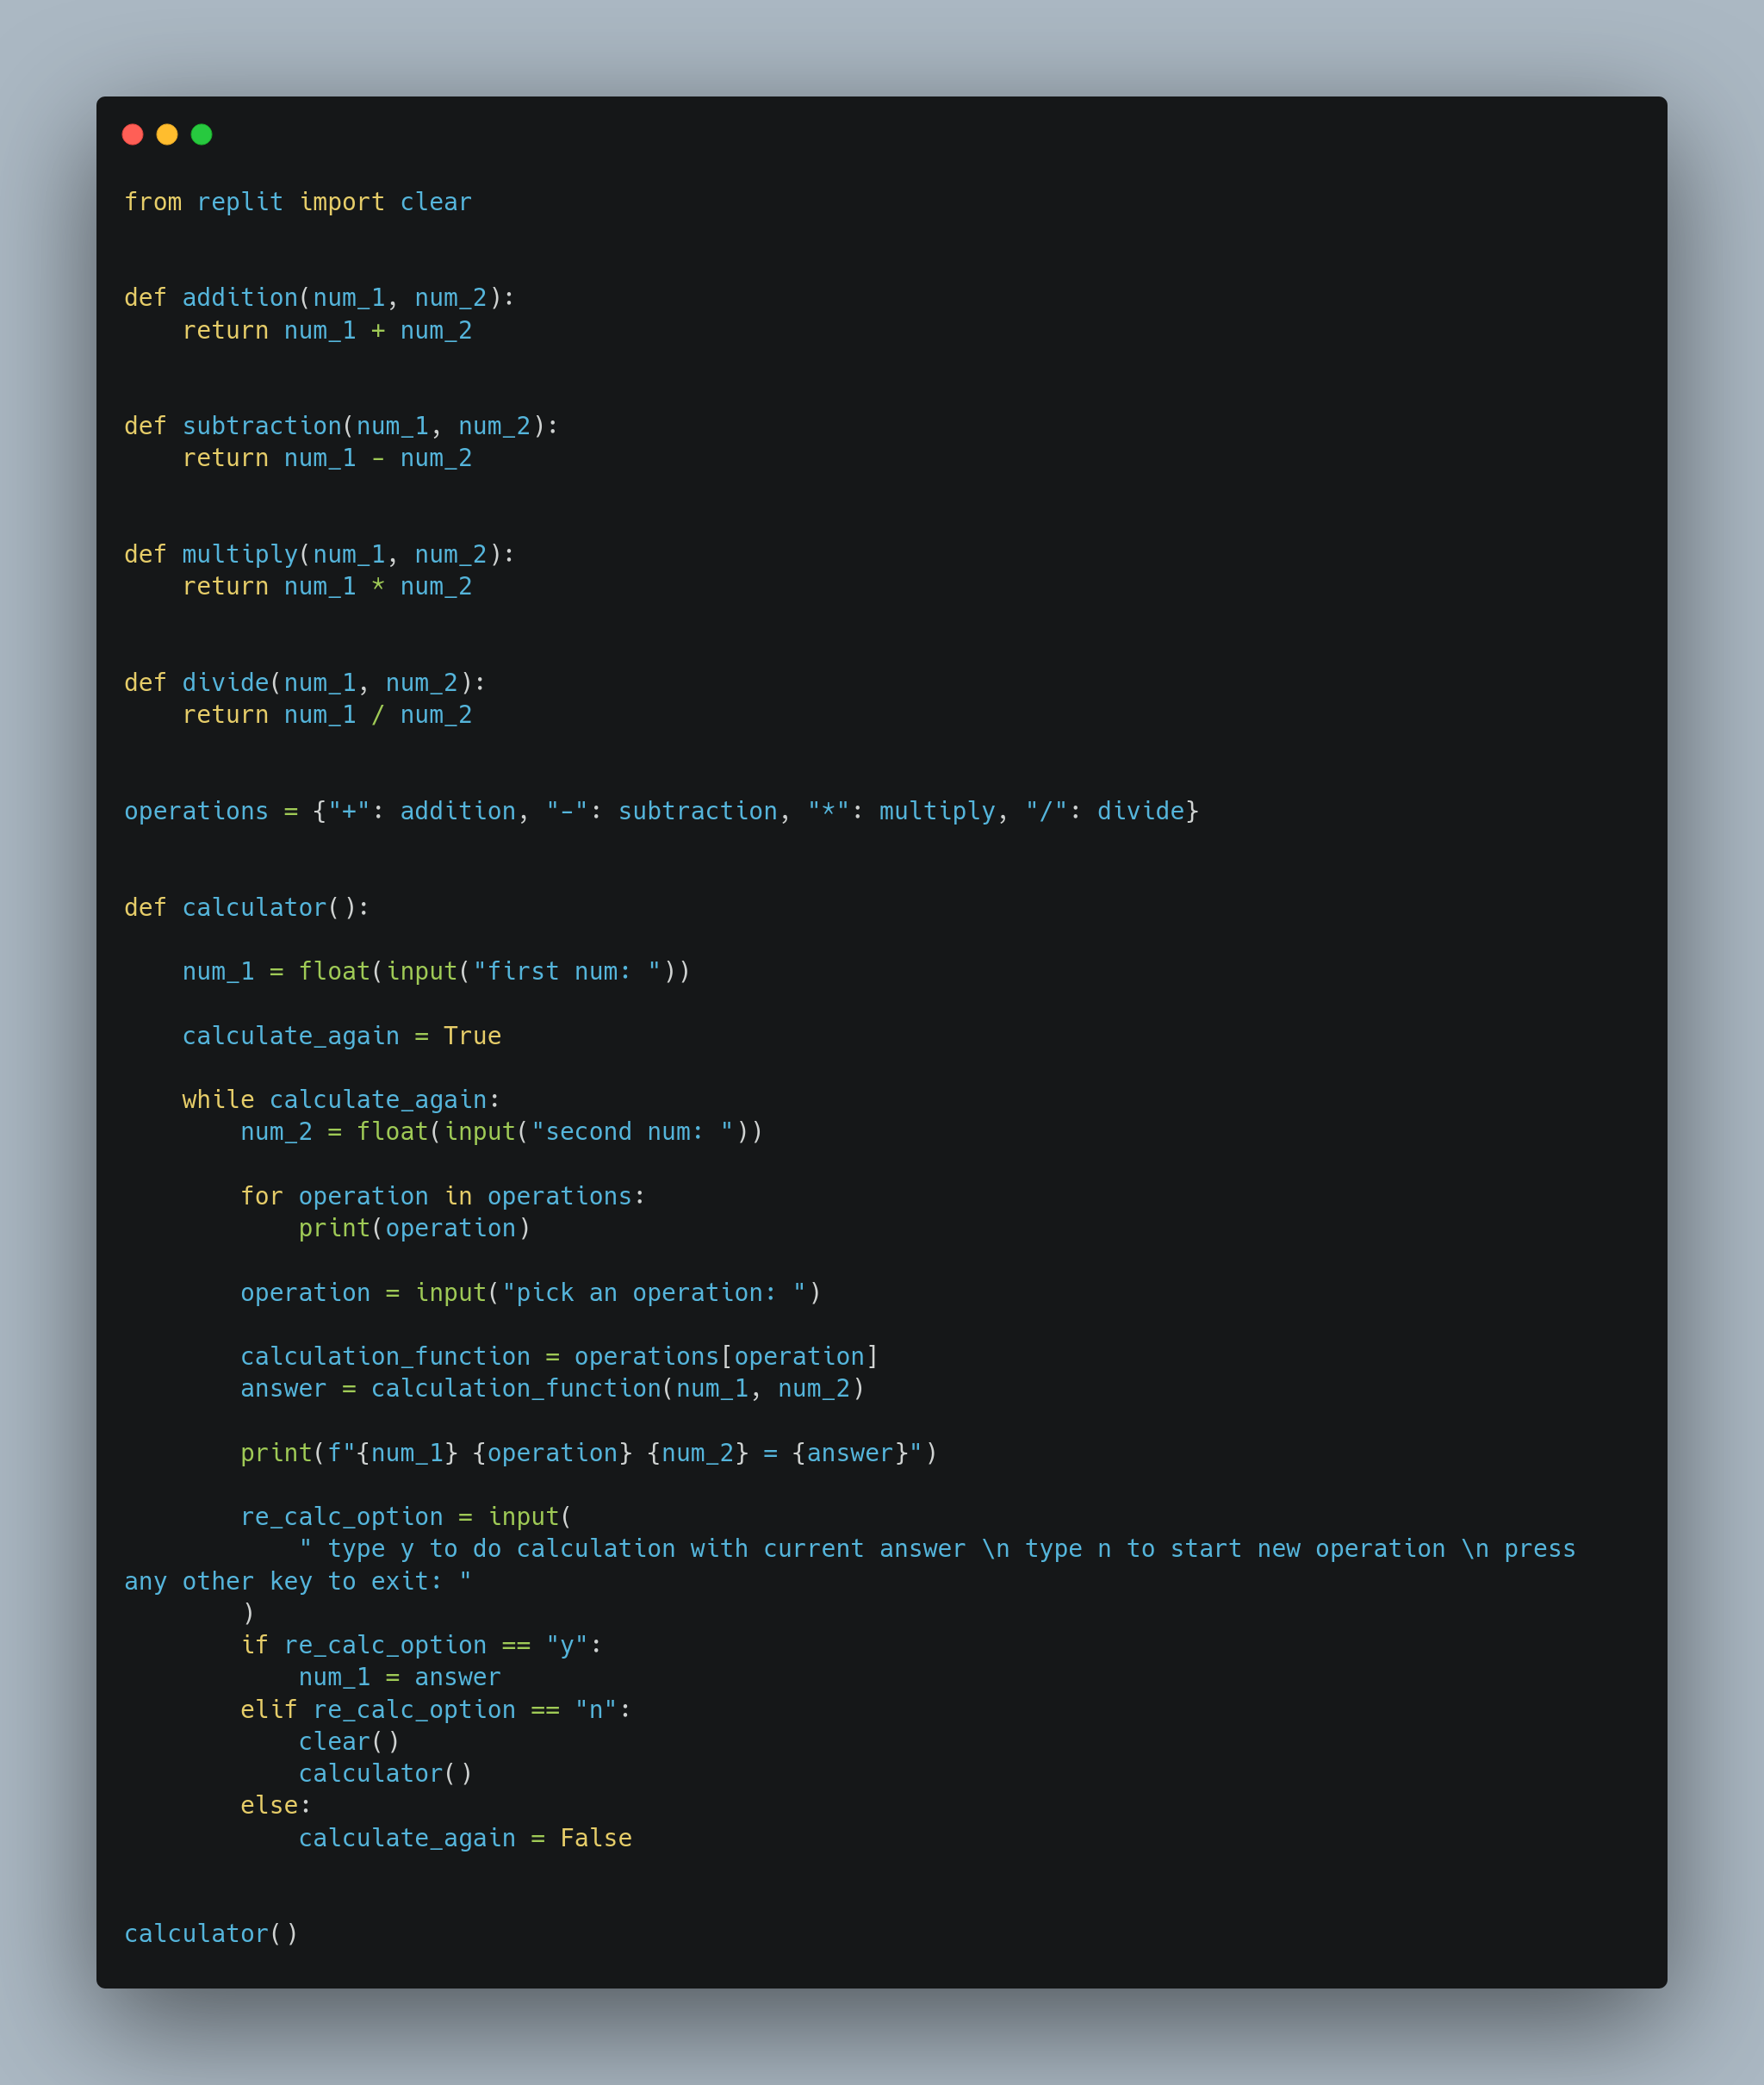 from replit import clear


def addition(num_1, num_2):
    return num_1 + num_2


def subtraction(num_1, num_2):
    return num_1 - num_2


def multiply(num_1, num_2):
    return num_1 * num_2


def divide(num_1, num_2):
    return num_1 / num_2


operations = {"+": addition, "-": subtraction, "*": multiply, "/": divide}


def calculator():

    num_1 = float(input("first num: "))

    calculate_again = True

    while calculate_again:
        num_2 = float(input("second num: "))

        for operation in operations:
            print(operation)

        operation = input("pick an operation: ")

        calculation_function = operations[operation]
        answer = calculation_function(num_1, num_2)

        print(f"{num_1} {operation} {num_2} = {answer}")

        re_calc_option = input(
            " type y to do calculation with current answer \n type n to start new operation \n press
any other key to exit: "
        )
        if re_calc_option == "y":
            num_1 = answer
        elif re_calc_option == "n":
            clear()
            calculator()
        else:
            calculate_again = False


calculator()